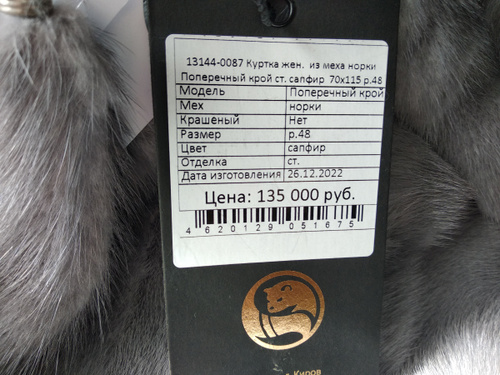 13144-0087 Куртка жен. из меха норки
Поперечный крой ст. сапфир 70х115 р.48
Модель Поперечный крой
Мех норки
Крашеный Нет
Размер р.48
Цвет сапфир
Отделка ст.
Дата изготовления 26.12.2022
Цена: 135 000 руб.
4 620129 051675
Киров